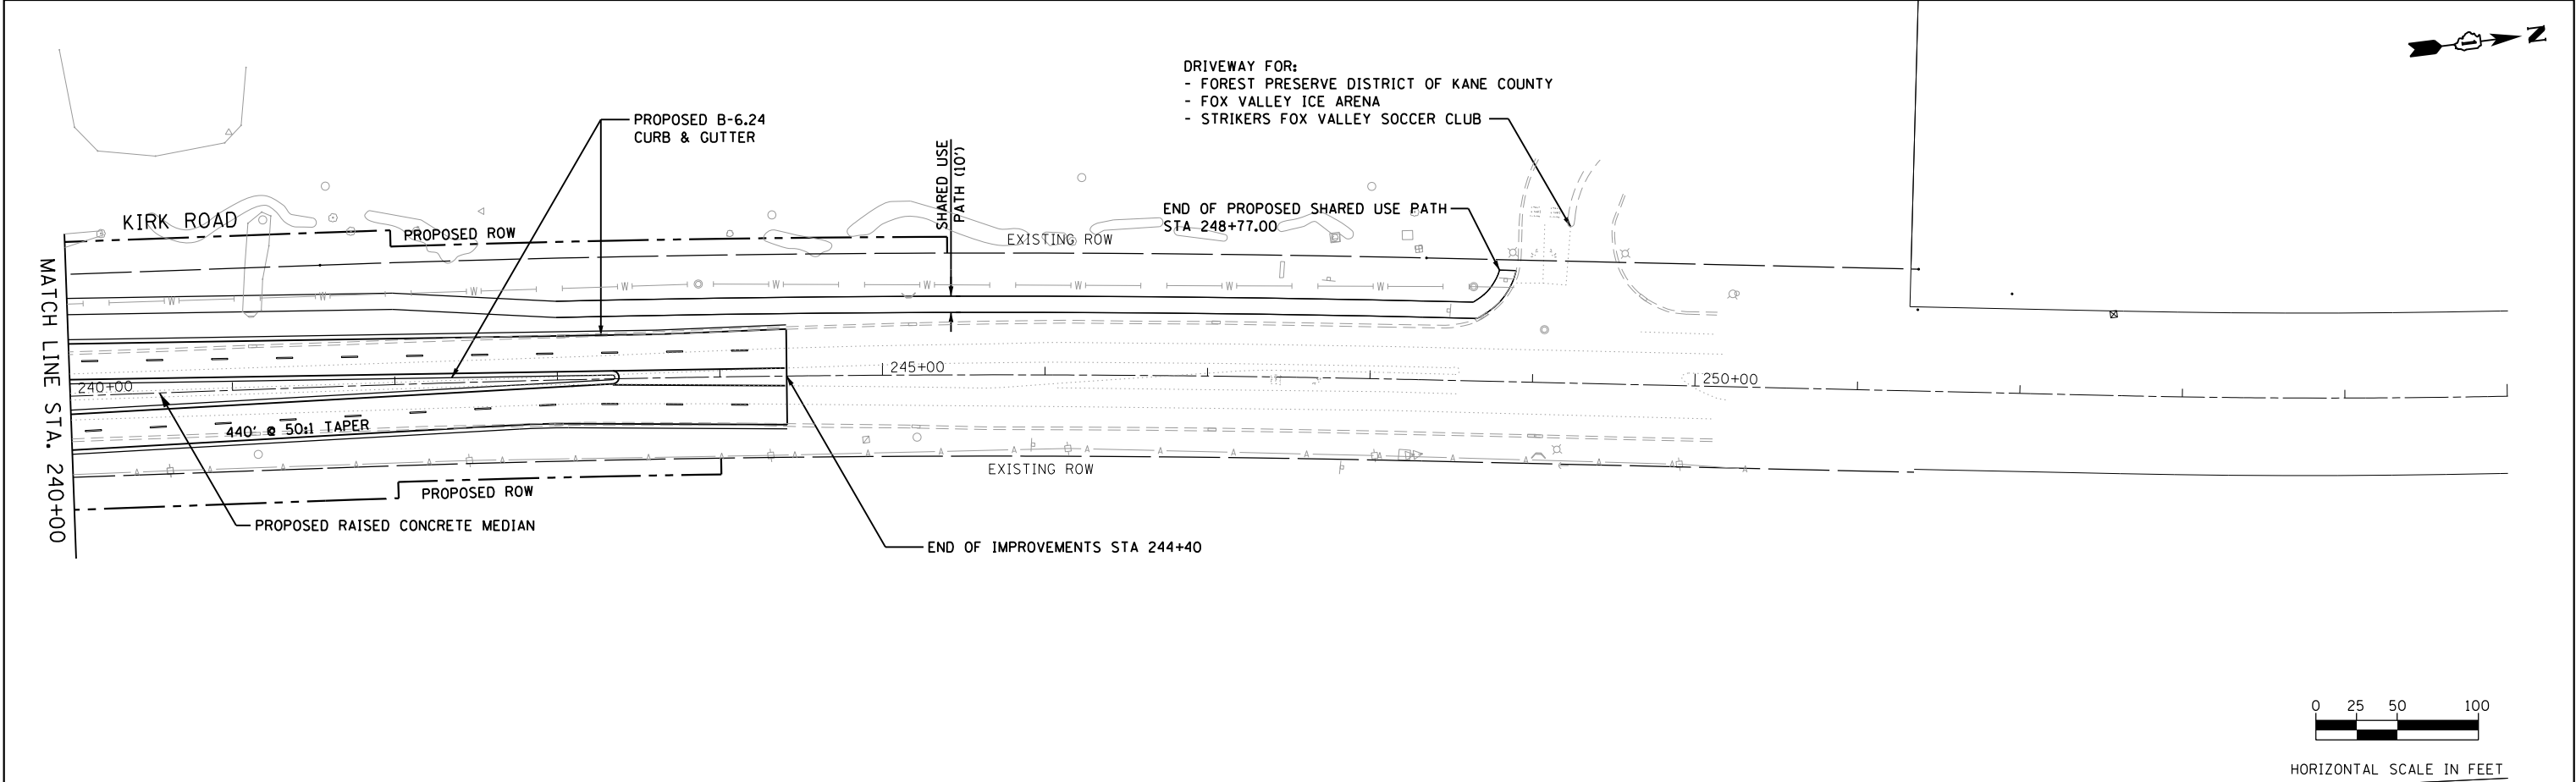 N
DRIVEWAY FOR:
- FOREST PRESERVE DISTRICT OF KANE COUNTY
- FOX VALLEY ICE ARENA
- STRIKERS FOX VALLEY SOCCER CLUB
PROPOSED B-6.24
CURB & GUTTER
SHARED USE
PATH (10')
END OF PROPOSED SHARED USE PATH
STA 248+77.00
KIRK ROAD
PROPOSED ROW
EXISTING ROW
MATCH LINE STA. 240+00
W W W W W W W W W
240+00
245+00
250+00
440' @ 50:1 TAPER
EXISTING ROW
PROPOSED ROW
PROPOSED RAISED CONCRETE MEDIAN
END OF IMPROVEMENTS STA 244+40
0 25 50 100
HORIZONTAL SCALE IN FEET